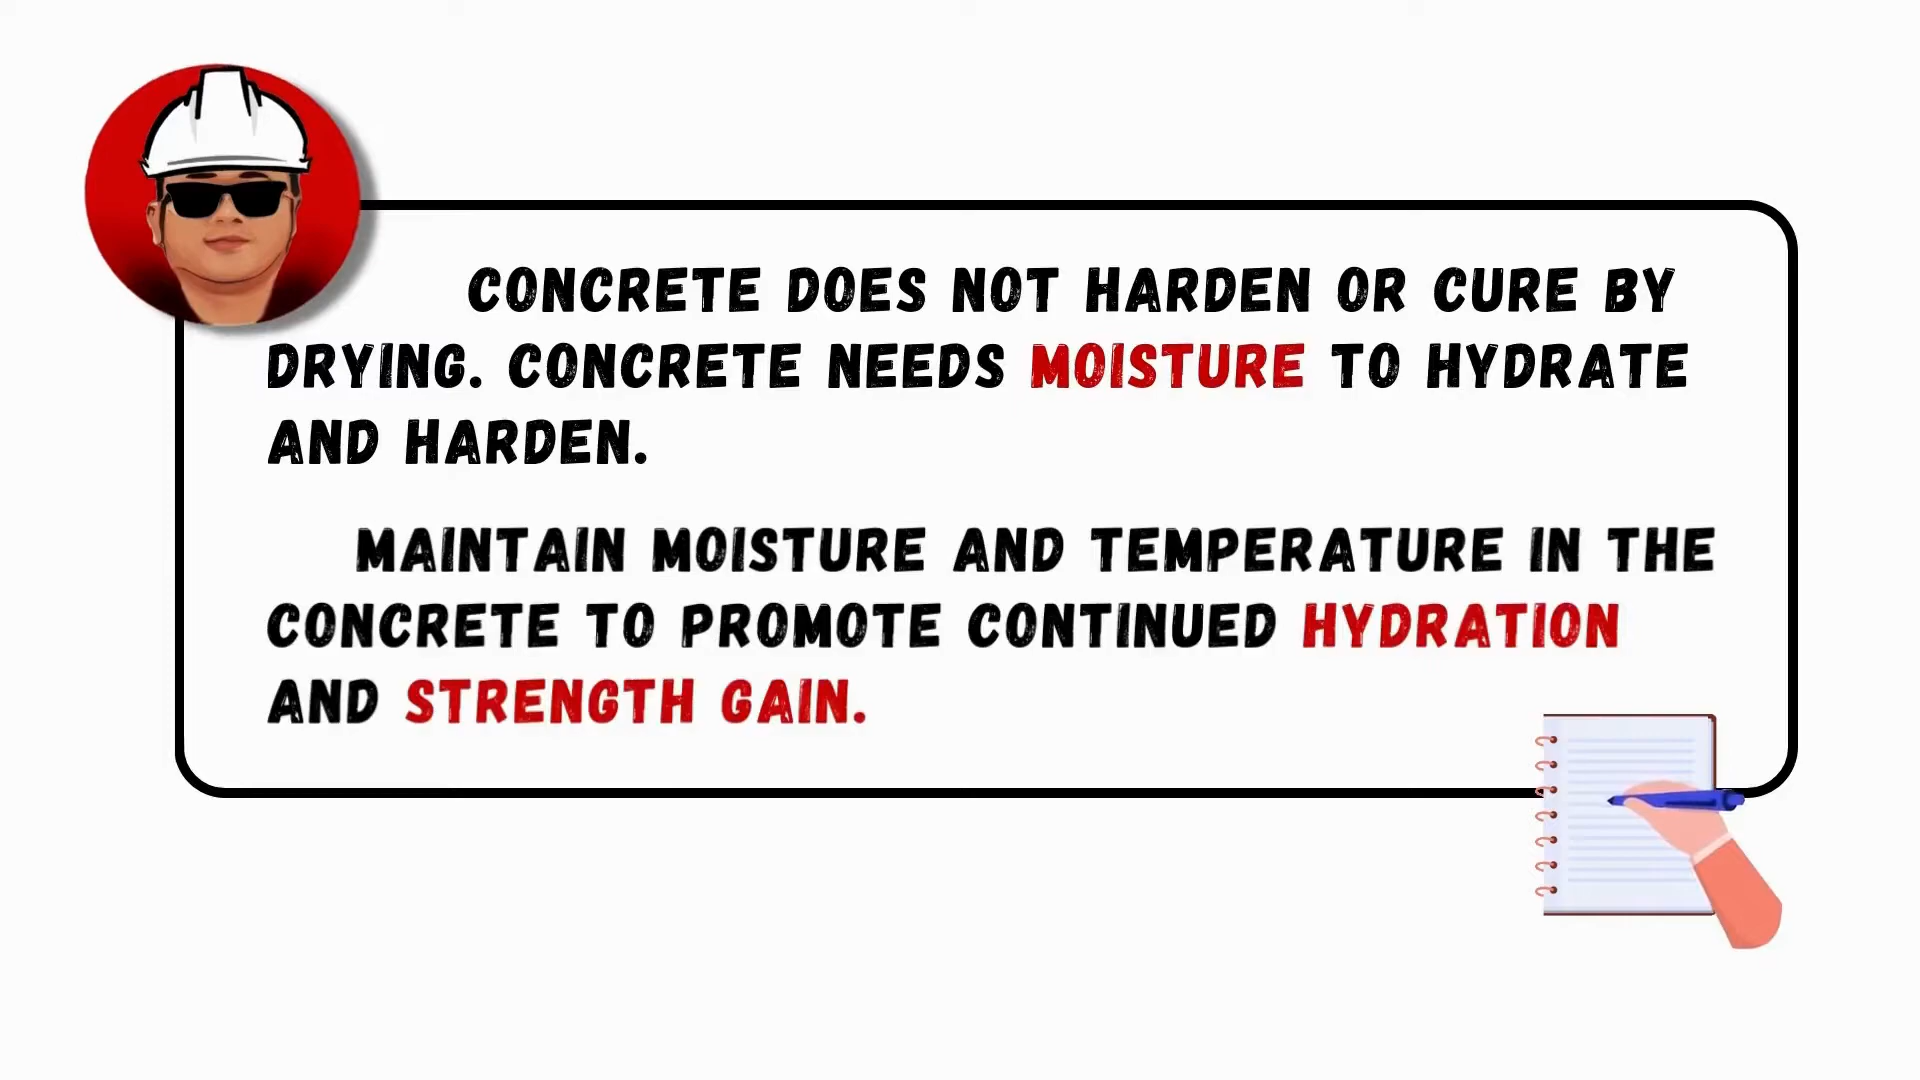 CONCRETE DOES NOT HARDEN OR CURE BY
DRYING. CONCRETE NEEDS MOISTURE TO HYDRATE
AND HARDEN.
MAINTAIN MOISTURE AND TEMPERATURE IN THE
CONCRETE TO PROMOTE CONTINUED HYDRATION
AND STRENGTH GAIN.